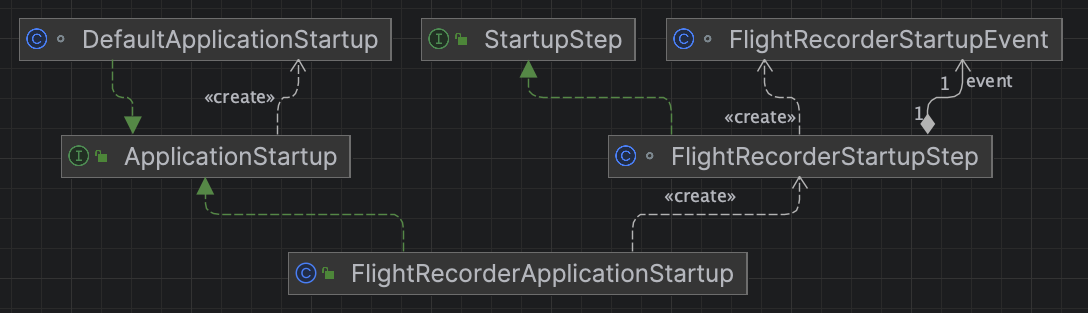 DefaultApplicationStartup
StartupStep
FlightRecorderStartupEvent
«create»
1 event
«create»
1
ApplicationStartup
FlightRecorderStartupStep
«create»
FlightRecorderApplicationStartup